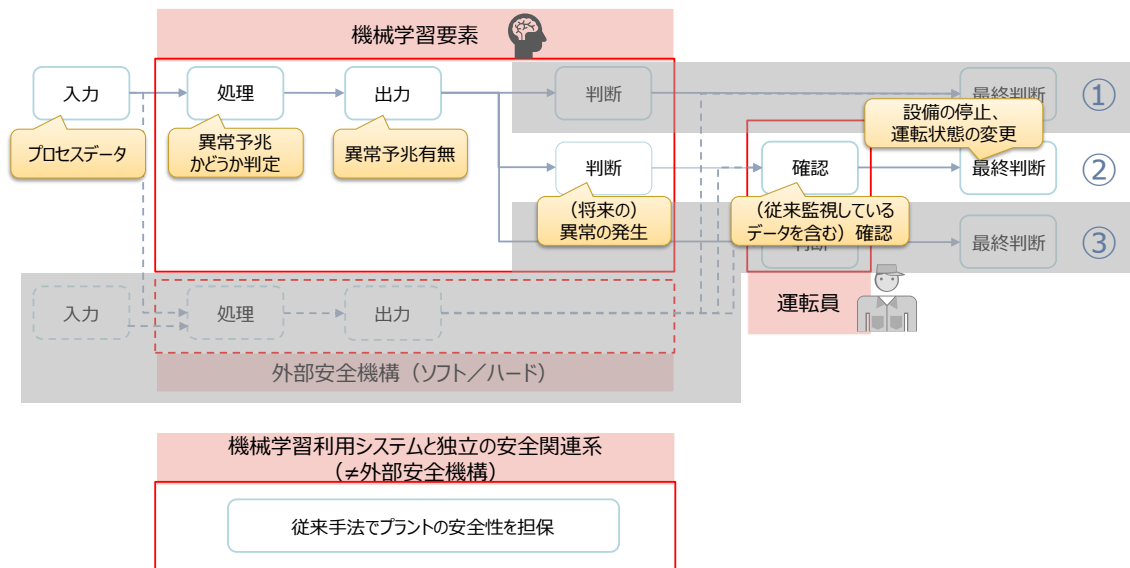 機械学習要素
入力
処理
出力
判断
最終判断
①
プロセスデータ
異常予兆
かどうか判定
異常予兆有無
設備の停止、
運転状態の変更
判断
確認
最終判断
②
(将来の)
異常の発生
(従来監視している
データを含む)確認
判断
最終判断
③
入力
処理
出力
運転員
外部安全機構(ソフト/ハード)
機械学習利用システムと独立の安全関連系
(≠外部安全機構)
従来手法でプラントの安全性を担保